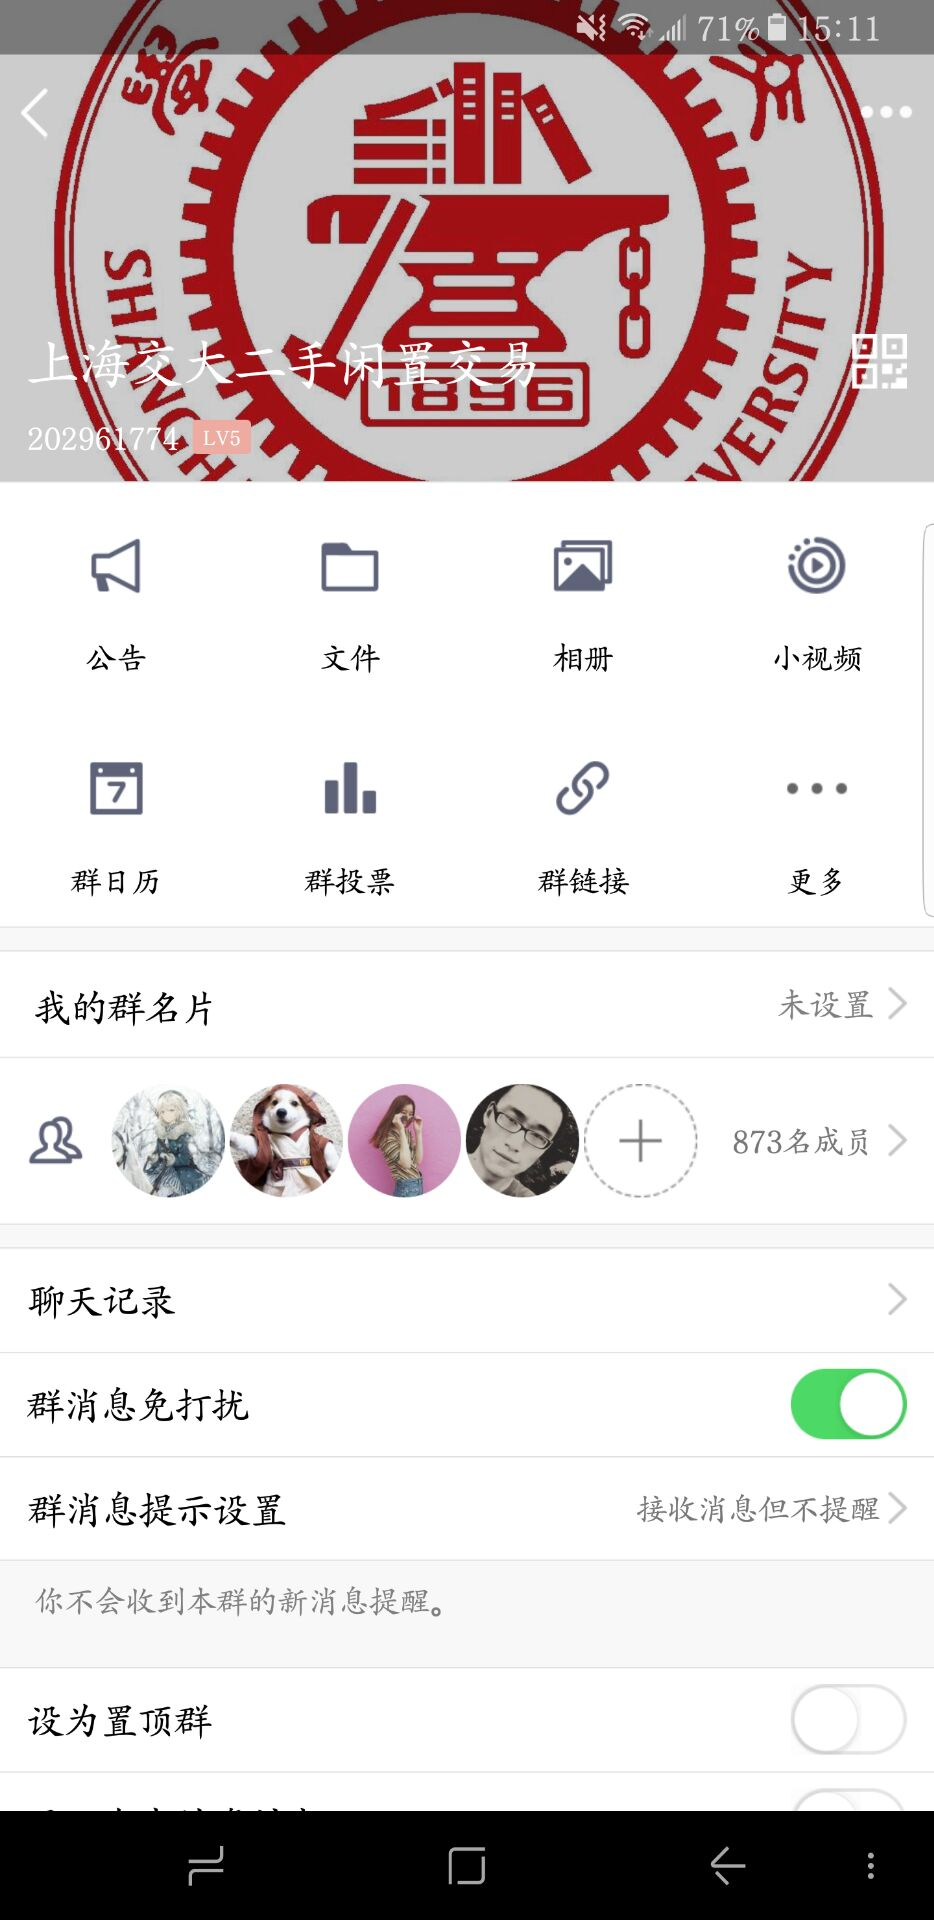 71% 15:11
學 交
SHANGH VERSITY
1896
上海交大二手闲置交易
202961774 LV5
公告 文件 相册 小视频
7
群日历 群投票 群链接 更多
我的群名片 未设置
873名成员
聊天记录
群消息免打扰
群消息提示设置 接收消息但不提醒
你不会收到本群的新消息提醒。
设为置顶群